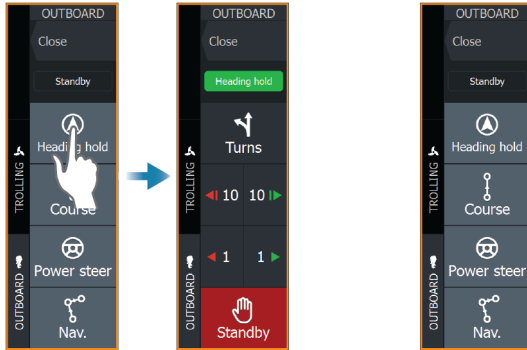 OUTBOARD
Close
Standby
Heading hold
Course
Power steer
Nav.
TROLLING
OUTBOARD
OUTBOARD
Close
Heading hold
Turns
10 10
1 1
Standby
TROLLING
OUTBOARD
OUTBOARD
Close
Standby
Heading hold
Course
Power steer
Nav.
TROLLING
OUTBOARD